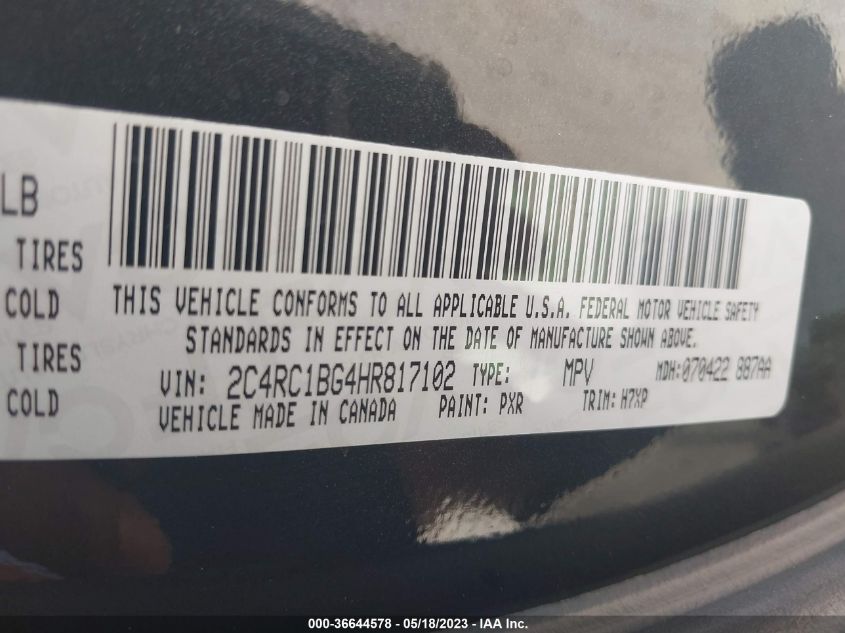 LB
TIRES
COLD
TIRES
COLD
THIS VEHICLE CONFORMS TO ALL APPLICABLE U.S.A. FEDERAL MOTOR VEHICLE SAFETY
STANDARDS IN EFFECT ON THE DATE OF MANUFACTURE SHOWN ABOVE.
VIN: 2C4RC1BG4HR817102 TYPE: MPV MDH:070422 887AA
VEHICLE MADE IN CANADA PAINT: PXR TRIM: H7XP
000-36644578 - 05/18/2023 - IAA Inc.